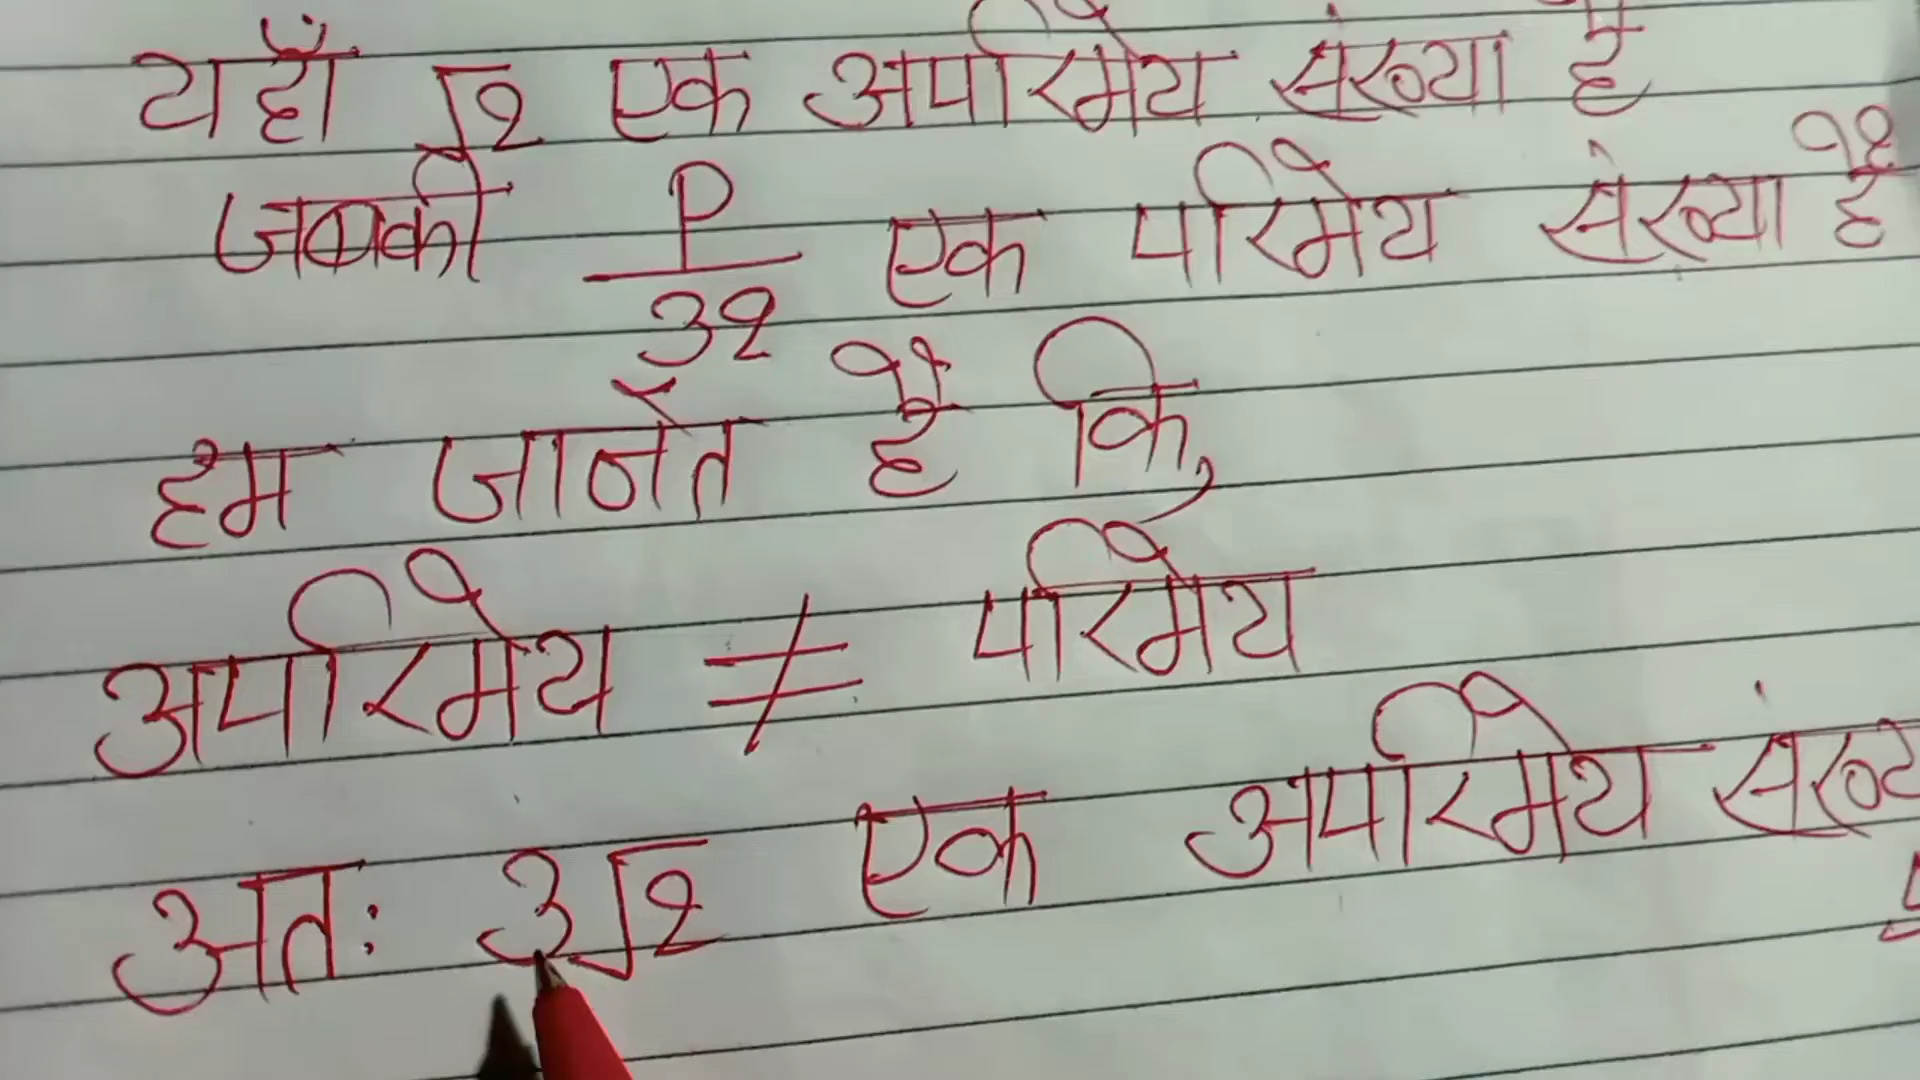 यहाँ √2 एक अपरिमेय संख्या है
जबकी P/3q एक परिमेय संख्या है
हम जानते है कि,
अपरिमेय ≠ परिमेय
अतः 3√2 एक अपरिमेय संख्य